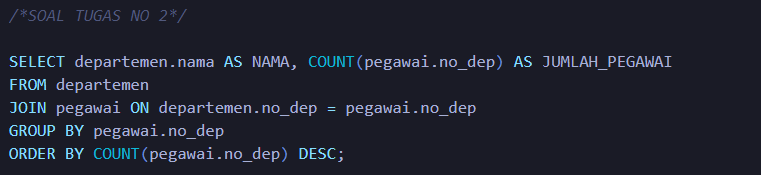 /*SOAL TUGAS NO 2*/
SELECT departemen.nama AS NAMA, COUNT(pegawai.no_dep) AS JUMLAH_PEGAWAI
FROM departemen
JOIN pegawai ON departemen.no_dep = pegawai.no_dep
GROUP BY pegawai.no_dep
ORDER BY COUNT(pegawai.no_dep) DESC;